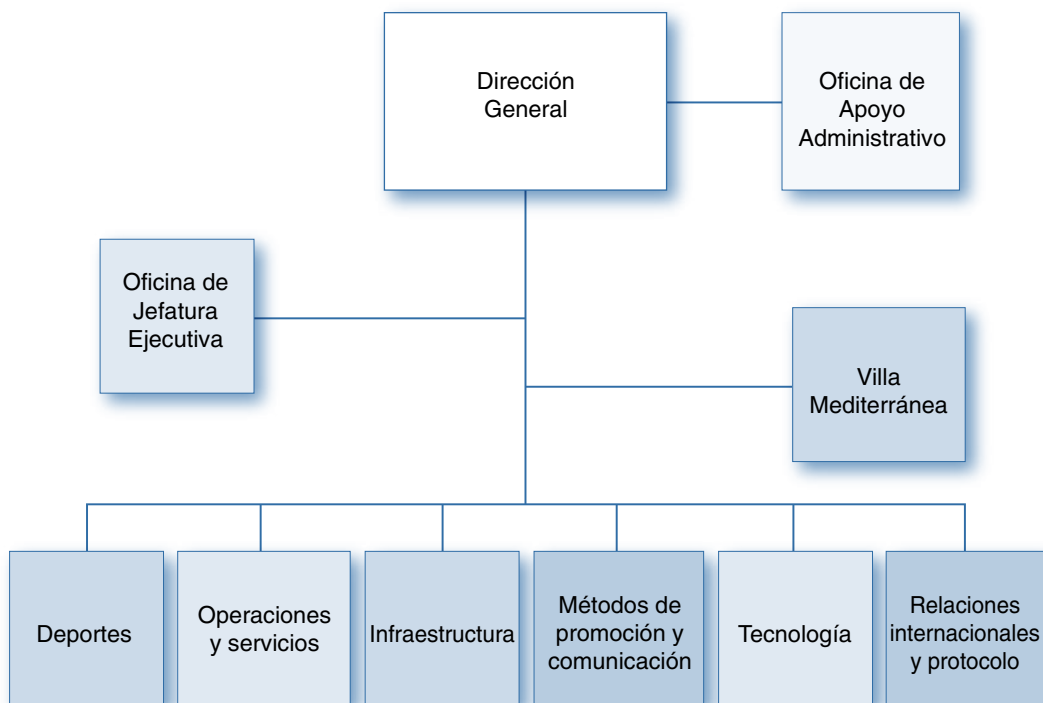 Dirección
General
Oficina de
Apoyo
Administrativo
Oficina de
Jefatura
Ejecutiva
Villa
Mediterránea
Deportes
Operaciones
y servicios
Infraestructura
Métodos de
promoción y
comunicación
Tecnología
Relaciones
internacionales
y protocolo